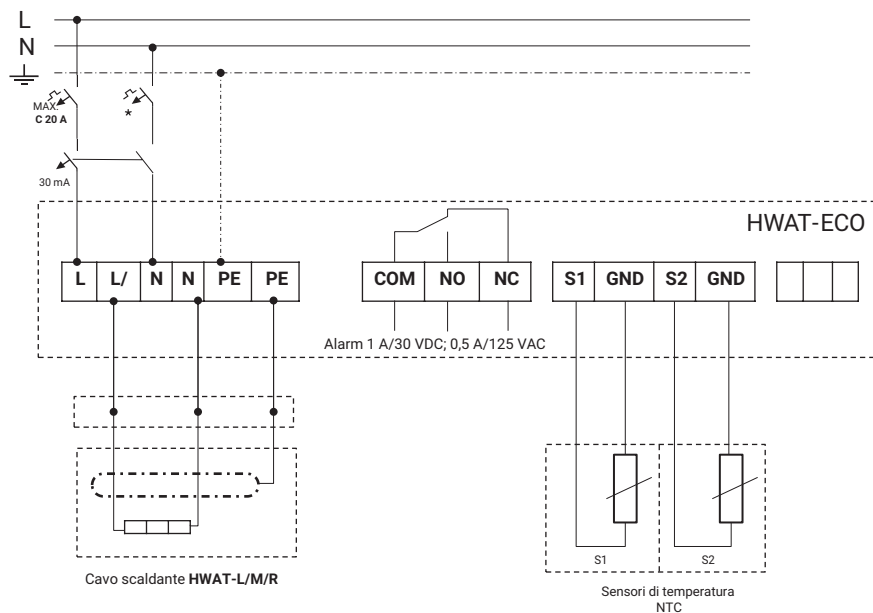 L
N
MAX.
C 20 A
*
30 mA
HWAT-ECO
L L/ N N PE PE
COM NO NC
S1 GND S2 GND
Alarm 1 A/30 VDC; 0,5 A/125 VAC
S1 S2
Cavo scaldante HWAT-L/M/R
Sensori di temperatura
NTC